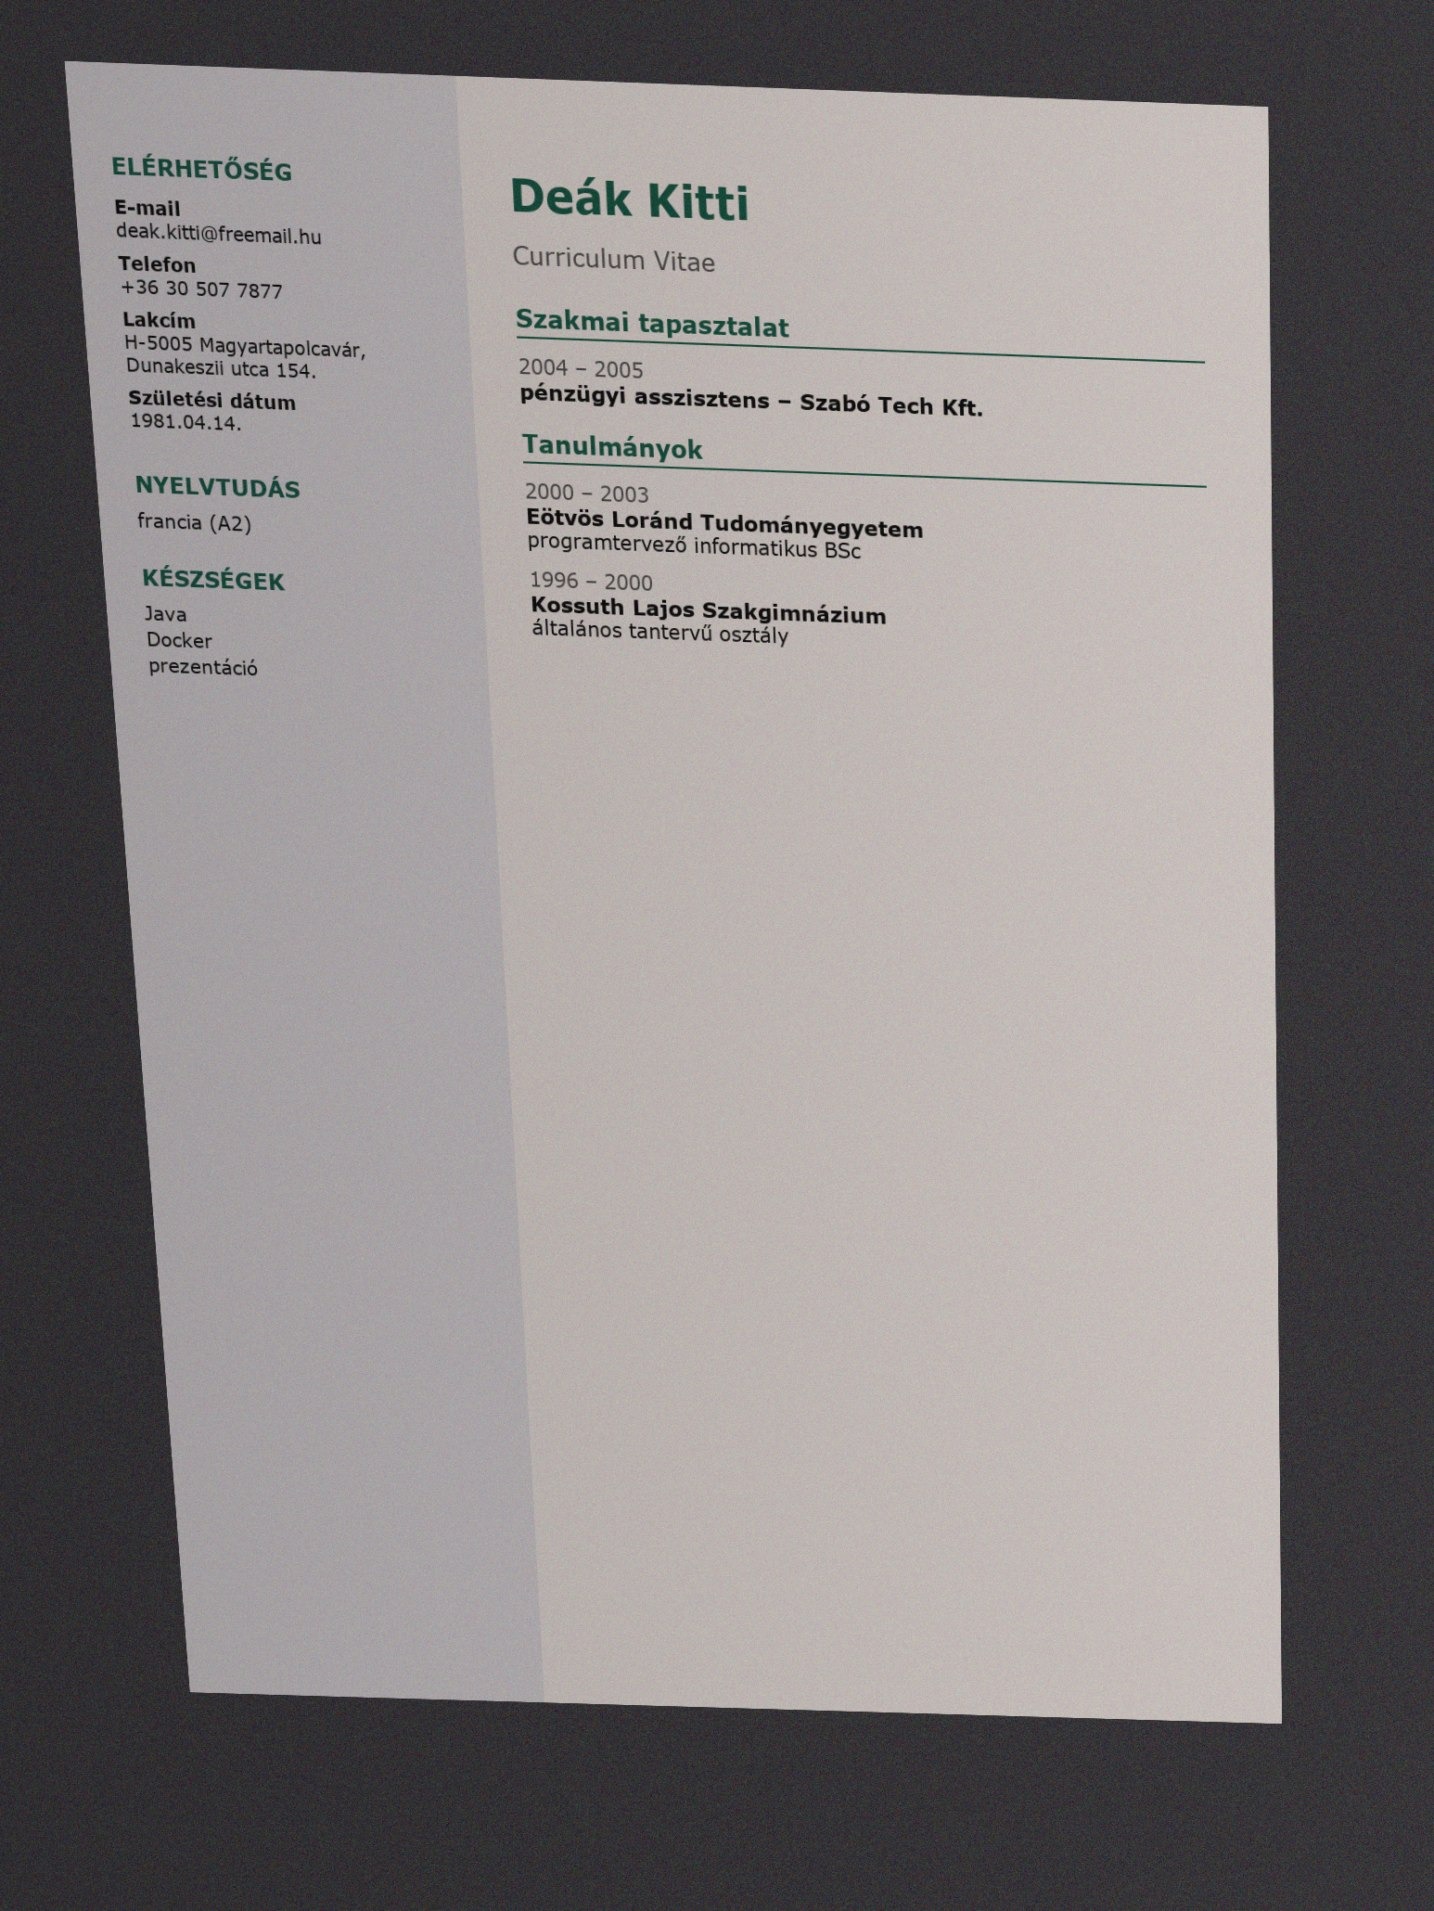 ELÉRHETŐSÉG
E-mail
deak.kitti@freemail.hu
Telefon
+36 30 507 7877
Lakcím
H-5005 Magyartapolcavár,
Dunakeszii utca 154.
Születési dátum
1981.04.14.
NYELVTUDÁS
francia (A2)
KÉSZSÉGEK
Java
Docker
prezentáció
Deák Kitti
Curriculum Vitae
Szakmai tapasztalat
2004 – 2005
pénzügyi asszisztens – Szabó Tech Kft.
Tanulmányok
2000 – 2003
Eötvös Loránd Tudományegyetem
programtervező informatikus BSc
1996 – 2000
Kossuth Lajos Szakgimnázium
általános tantervű osztály